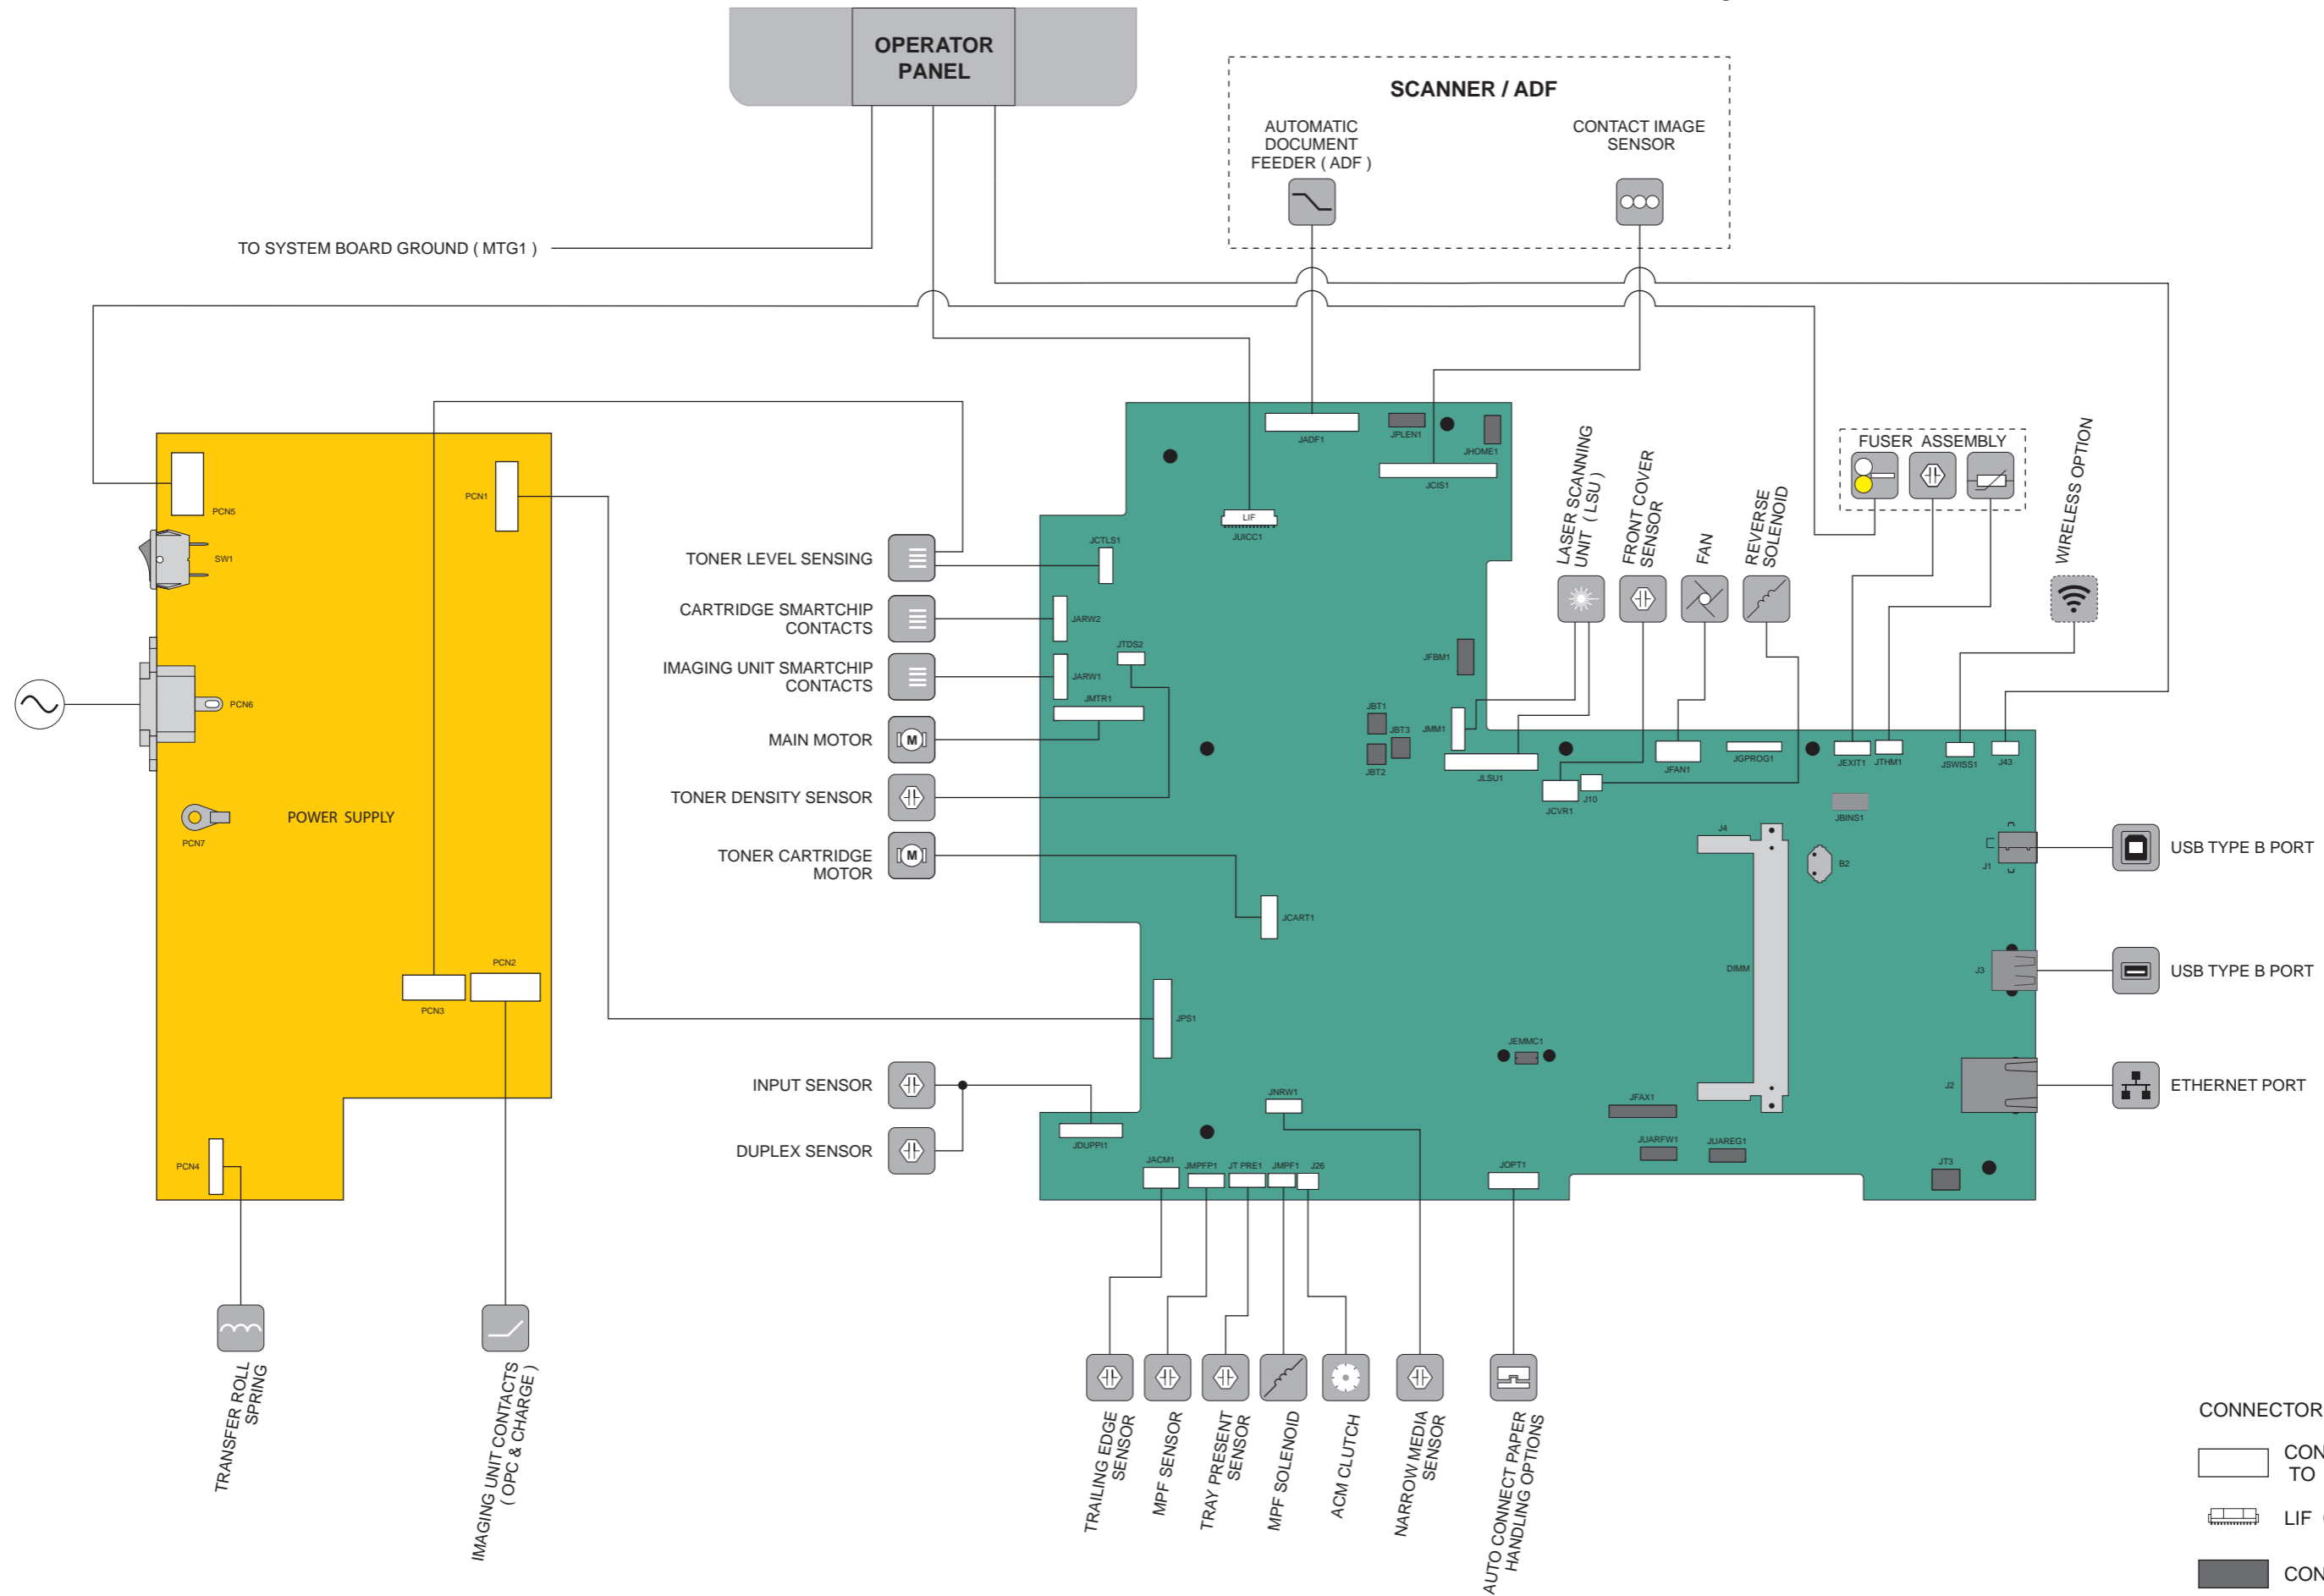 OPERATOR
PANEL
SCANNER / ADF
AUTOMATIC
DOCUMENT
FEEDER ( ADF )
CONTACT IMAGE
SENSOR
TO SYSTEM BOARD GROUND ( MTG1 )
PCN5
PCN1
SW1
PCN6
PCN7
POWER SUPPLY
PCN2
PCN3
PCN4
TRANSFER ROLL
SPRING
IMAGING UNIT CONTACTS
( OPC & CHARGE )
TONER LEVEL SENSING
CARTRIDGE SMARTCHIP
CONTACTS
IMAGING UNIT SMARTCHIP
CONTACTS
MAIN MOTOR
M
TONER DENSITY SENSOR
TONER CARTRIDGE
MOTOR
M
INPUT SENSOR
DUPLEX SENSOR
JADF1
JPLEN1
JHOME1
JCIS1
LIF
JUICC1
JCTLS1
JARW2
JTDS2
JARW1
JMTR1
JFBM1
JBT1
JBT3
JBT2
JMM1
JLSU1
JCVR1
J10
JFAN1
JGPROG1
JEXIT1
JTHM1
JSWISS1
J43
JBINS1
J4
B2
J1
JCART1
DIMM
J3
JPS1
JEMMC1
J2
JNRW1
JFAX1
JDUPPI1
JUARFW1
JUAREG1
JACM1
JMPFP1
JT PRE1
JMPF1
J26
JOPT1
JT3
LASER SCANNING
UNIT ( LSU )
FRONT COVER
SENSOR
FAN
REVERSE
SOLENOID
FUSER ASSEMBLY
WIRELESS OPTION
USB TYPE B PORT
USB TYPE B PORT
ETHERNET PORT
TRAILING EDGE
SENSOR
MPF SENSOR
TRAY PRESENT
SENSOR
MPF SOLENOID
ACM CLUTCH
NARROW MEDIA
SENSOR
AUTO CONNECT PAPER
HANDLING OPTIONS
CONNECTOR
CON
TO
LIF
CON